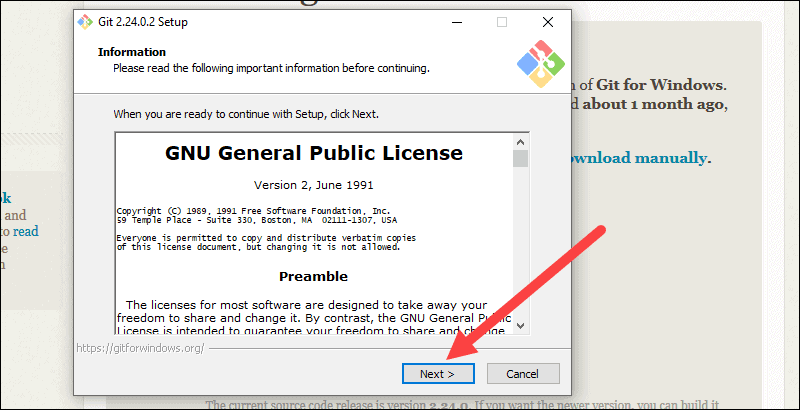 Git 2.24.0.2 Setup
Information
Please read the following important information before continuing.
When you are ready to continue with Setup, click Next.
GNU General Public License
Version 2, June 1991
Copyright (C) 1989, 1991 Free Software Foundation, Inc.
59 Temple Place - Suite 330, Boston, MA  02111-1307, USA
Everyone is permitted to copy and distribute verbatim copies
of this license document, but changing it is not allowed.
Preamble
The licenses for most software are designed to take away your
freedom to share and change it. By contrast, the GNU General Public
License is intended to guarantee your freedom to share and change
https://gitforwindows.org/
Next >
Cancel
of Git for Windows.
about 1 month ago,
ownload manually.
ok
and
to read
The current source code release is version 2.24.0. If you want the newer version, you can build it